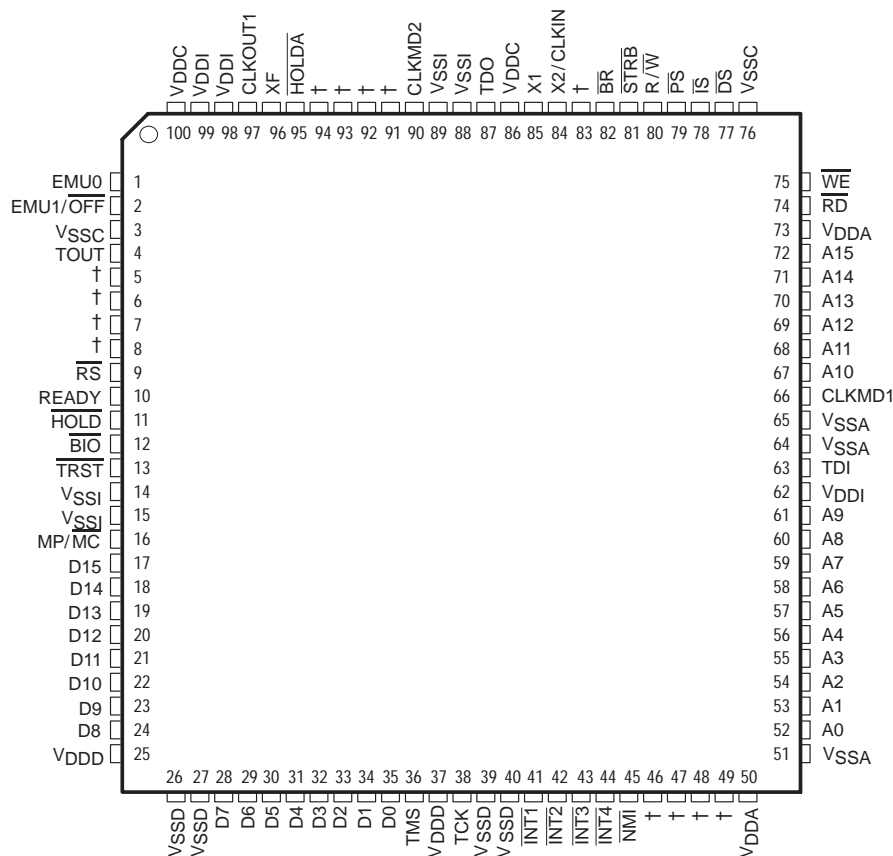 VDDC
VDDI
VDDI
CLKOUT1
XF
HOLDA
†
†
†
†
CLKMD2
VSSI
VSSI
TDO
VDDC
X1
X2/CLKIN
†
BR
STRB
R/W
PS
IS
DS
VSSC
100 99 98 97 96 95 94 93 92 91 90 89 88 87 86 85 84 83 82 81 80 79 78 77 76
EMU0 1
EMU1/OFF 2
VSSC 3
TOUT 4
† 5
† 6
† 7
† 8
RS 9
READY 10
HOLD 11
BIO 12
TRST 13
VSSI 14
VSSI 15
MP/MC 16
D15 17
D14 18
D13 19
D12 20
D11 21
D10 22
D9 23
D8 24
VDDD 25
75 WE
74 RD
73 VDDA
72 A15
71 A14
70 A13
69 A12
68 A11
67 A10
66 CLKMD1
65 VSSA
64 VSSA
63 TDI
62 VDDI
61 A9
60 A8
59 A7
58 A6
57 A5
56 A4
55 A3
54 A2
53 A1
52 A0
51 VSSA
26 27 28 29 30 31 32 33 34 35 36 37 38 39 40 41 42 43 44 45 46 47 48 49 50
VSSD
VSSD
D7
D6
D5
D4
D3
D2
D1
D0
TMS
VDDD
TCK
VSSD
VSSD
INT1
INT2
INT3
INT4
NMI
†
†
†
†
VDDA